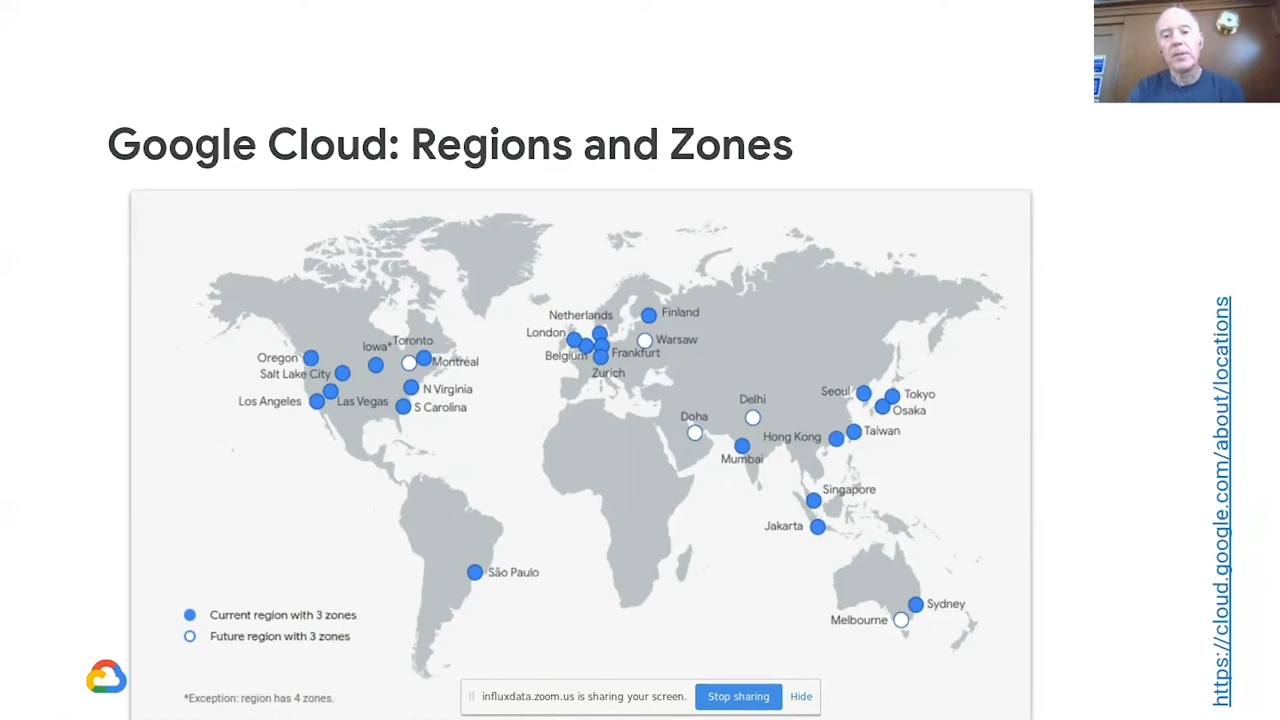 Google Cloud: Regions and Zones
Netherlands
Finland
London
Warsaw
Iowa*
Toronto
Oregon
Belgium
Frankfurt
Montréal
Salt Lake City
Zurich
N Virginia
Seoul
Tokyo
Los Angeles
Las Vegas
S Carolina
Delhi
Osaka
Doha
Hong Kong
Taiwan
Mumbai
Singapore
Jakarta
São Paulo
Sydney
Melbourne
Current region with 3 zones
Future region with 3 zones
*Exception: region has 4 zones.
influxdata.zoom.us is sharing your screen.
Stop sharing
Hide
https://cloud.google.com/about/locations